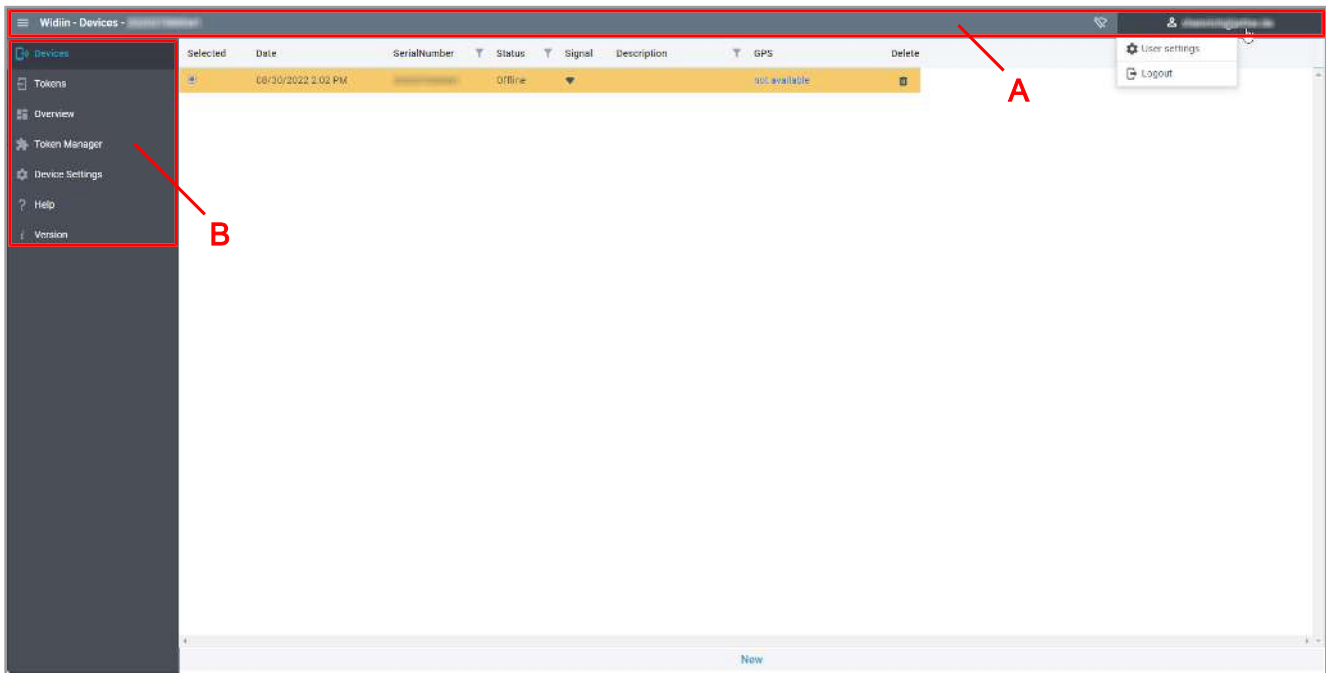 Widiin - Devices -
User settings
Logout
A
Devices
Tokens
Overview
Token Manager
Device Settings
? Help
i Version
B
Selected Date SerialNumber Status Signal Description GPS Delete
08/30/2022 2:02 PM Offline not available
New